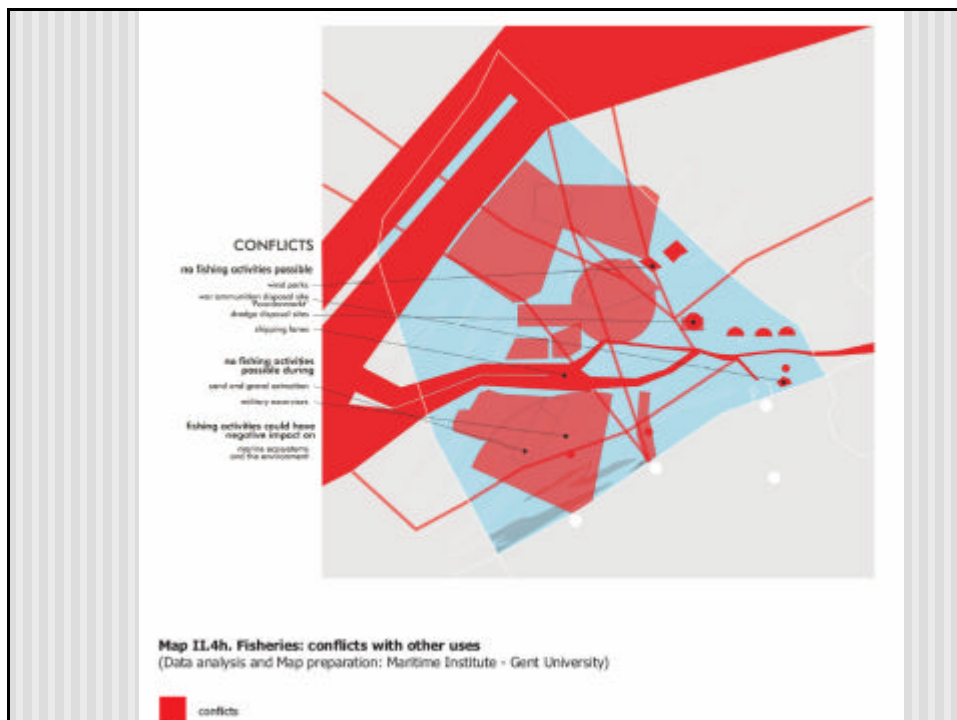 CONFLICTS
no fishing activities possible
wind parks
war ammunition disposal site
dredge disposal sites
shipping lanes
no fishing activities
possible during
sand and gravel extraction
military exercises
fishing activities could have
negative impact on
marine ecosystems
and the environment
Map II.4h. Fisheries: conflicts with other uses
(Data analysis and Map preparation: Maritime Institute - Gent University)
conflicts